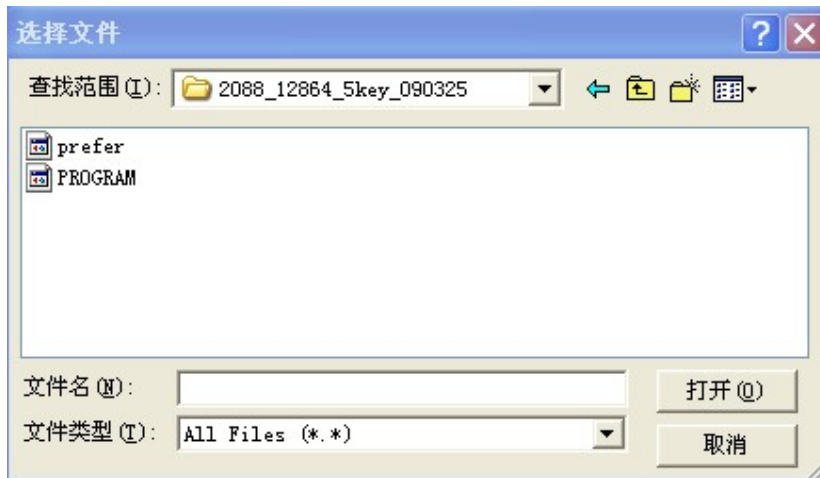 选择文件
查找范围(I): 2088_12864_5key_090325
prefer
PROGRAM
文件名(N): 打开(O)
文件类型(T): All Files (*.*)
取消